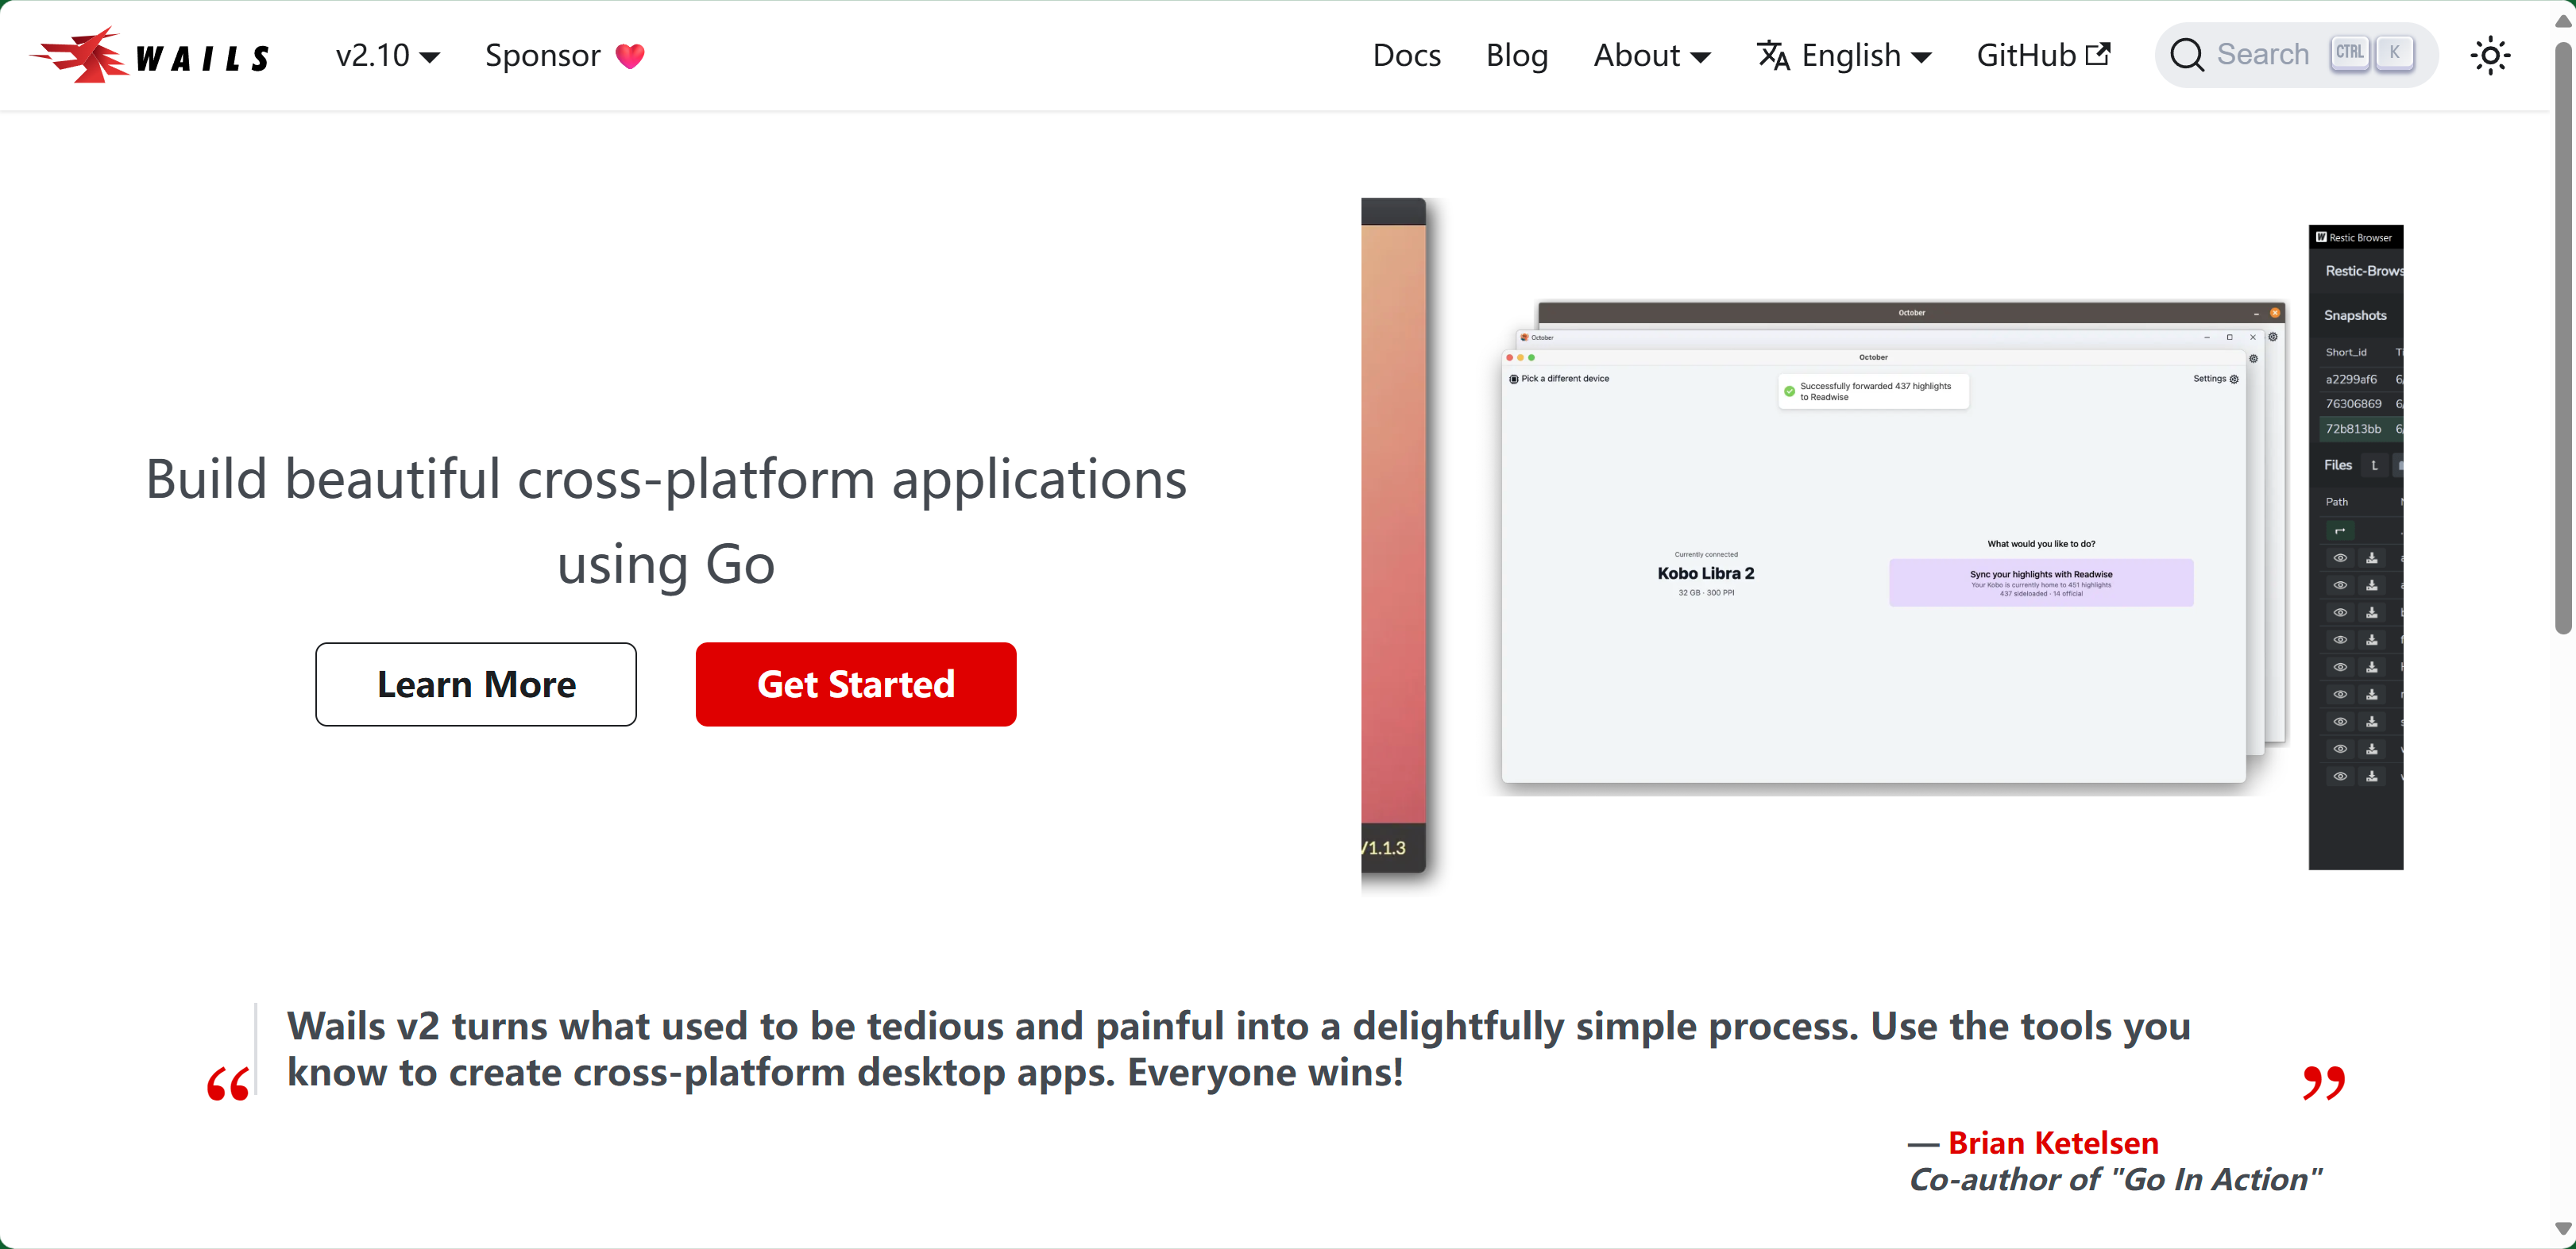 WAILS
v2.10
Sponsor
Docs
Blog
About
English
GitHub
Search
CTRL
K
Build beautiful cross-platform applications
using Go
Learn More
Get Started
V1.1.3
October
October
October
Pick a different device
Successfully forwarded 437 highlights
to Readwise
Settings
Currently connected
Kobo Libra 2
32 GB · 300 PPI
What would you like to do?
Sync your highlights with Readwise
Your Kobo is currently home to 451 highlights
437 sideloaded · 14 official
Restic Browser
Restic-Brows
Snapshots
Short_id
a2299af6
76306869
72b813bb
Files
Path
“
Wails v2 turns what used to be tedious and painful into a delightfully simple process. Use the tools you
know to create cross-platform desktop apps. Everyone wins!
”
— Brian Ketelsen
Co-author of "Go In Action"